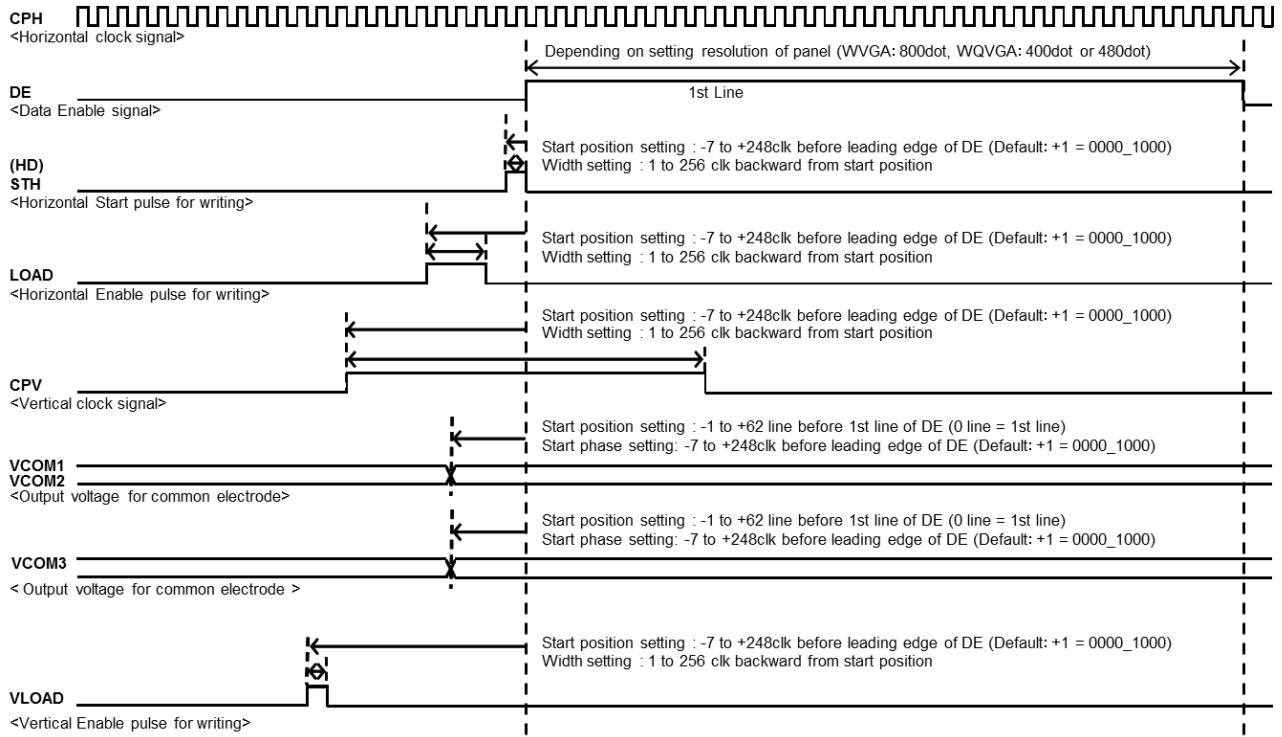 CPH
<Horizontal clock signal>
Depending on setting resolution of panel (WVGA: 800dot, WQVGA: 400dot or 480dot)
DE
1st Line
<Data Enable signal>
Start position setting : -7 to +248clk before leading edge of DE (Default: +1 = 0000_1000)
(HD)
Width setting : 1 to 256 clk backward from start position
STH
<Horizontal Start pulse for writing>
Start position setting : -7 to +248clk before leading edge of DE (Default: +1 = 0000_1000)
Width setting : 1 to 256 clk backward from start position
LOAD
<Horizontal Enable pulse for writing>
Start position setting : -7 to +248clk before leading edge of DE (Default: +1 = 0000_1000)
Width setting : 1 to 256 clk backward from start position
CPV
<Vertical clock signal>
Start position setting : -1 to +62 line before 1st line of DE (0 line = 1st line)
Start phase setting: -7 to +248clk before leading edge of DE (Default: +1 = 0000_1000)
VCOM1
VCOM2
<Output voltage for common electrode>
Start position setting : -1 to +62 line before 1st line of DE (0 line = 1st line)
Start phase setting: -7 to +248clk before leading edge of DE (Default: +1 = 0000_1000)
VCOM3
< Output voltage for common electrode >
Start position setting : -7 to +248clk before leading edge of DE (Default: +1 = 0000_1000)
Width setting : 1 to 256 clk backward from start position
VLOAD
<Vertical Enable pulse for writing>